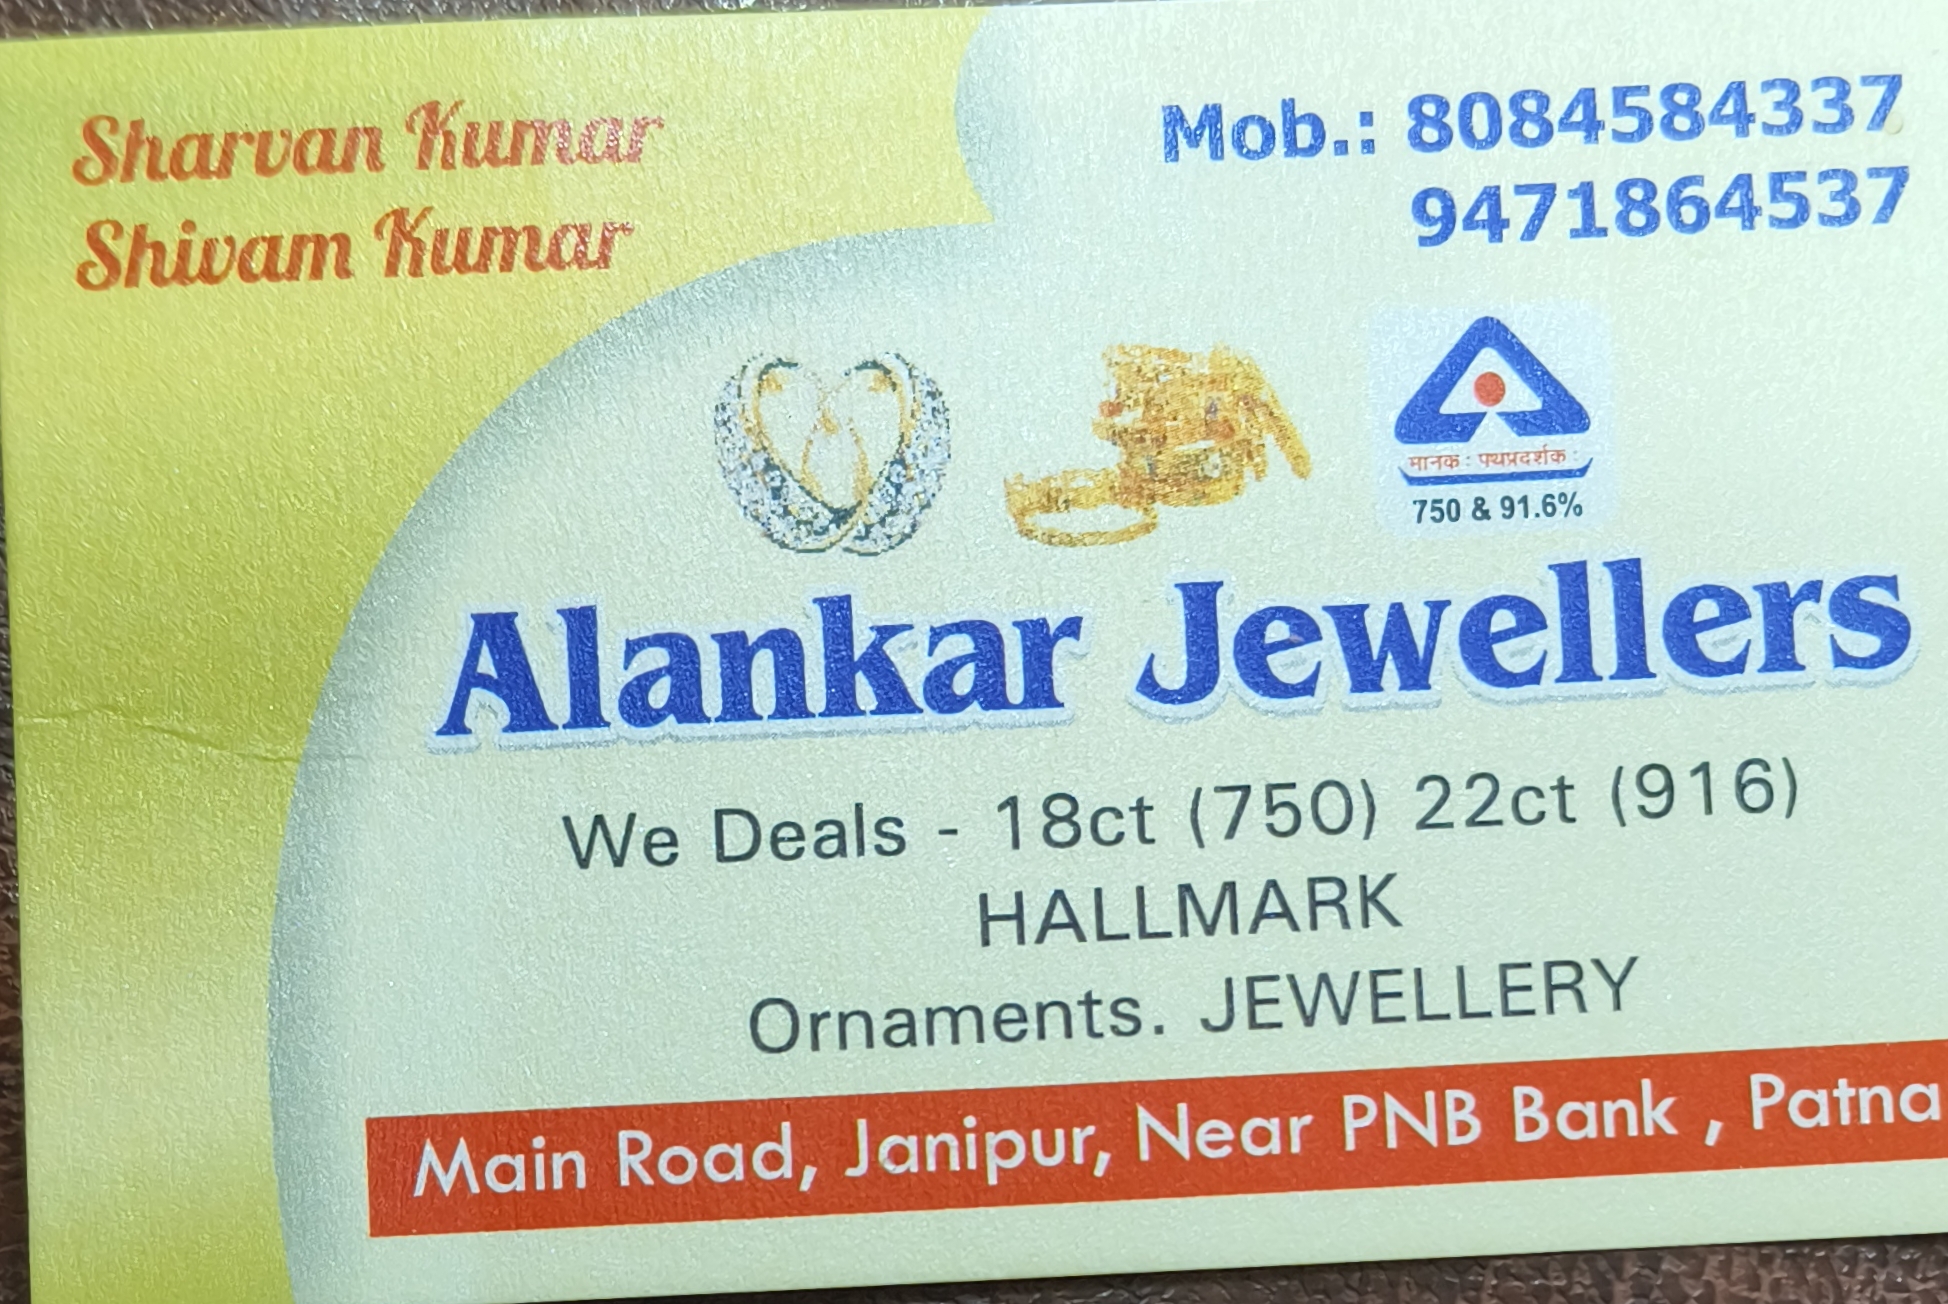 Sharvan Kumar
Shivam Kumar
Mob.: 8084584337
9471864537
मानक : पथप्रदर्शक :
750 & 91.6%
Alankar Jewellers
We Deals - 18ct (750) 22ct (916)
HALLMARK
Ornaments. JEWELLERY
Main Road, Janipur, Near PNB Bank , Patna